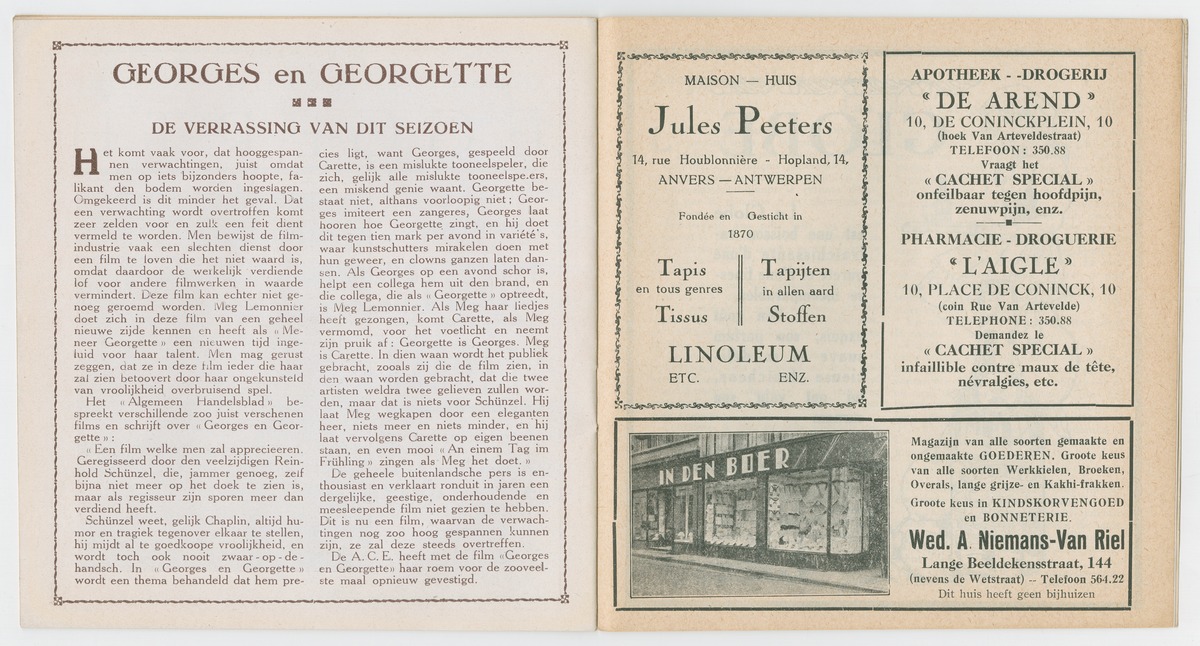 GEORGES en GEORGETTE
DE VERRASSING VAN DIT SEIZOEN
Het komt vaak voor, dat hooggespan-
nen verwachtingen, juist omdat
men op iets bijzonders hoopte, fa-
likant den bodem worden ingeslagen.
Omgekeerd is dit minder het geval. Dat
een verwachting wordt overtroffen komt
zeer zelden voor en zulk een feit dient
vermeld te worden. Men bewijst de film-
industrie vaak een slechten dienst door
een film te loven die het niet waard is,
omdat daardoor de werkelijk verdiende
lof voor andere filmwerken in waarde
vermindert. Deze film kan echter niet ge-
noeg geroemd worden. Meg Lemonnier
doet zich in dezen film van een geheel
nieuwe zijde kennen en heeft als « Me-
neer Georgette » een nieuwen tijd inge-
luid voor haar talent. Men mag gerust
zeggen, dat ze in deze film ieder die haar
zal zien betoovert door haar ongekunsteld
van vroolijkheid overbruisend spel.
Het « Algemeen Handelsblad » be-
spreekt verschillende zoo juist verschenen
films en schrijft over « Georges en Geor-
gette » :
« Een film welke men zal apprecieeren.
Geregisseerd door den veelzijdigen Rein-
hold Schünzel, die, jammer genoeg, zelf
bijna niet meer op het doek te zien is,
maar als regisseur zijn sporen meer dan
verdiend heeft.
Schünzel weet, gelijk Chaplin, altijd hu-
mor en tragiek tegenover elkaar te stellen,
hij mijdt al te goedkoope vroolijkheid, en
wordt toch ook nooit zwaar-op-de-
handsch. In « Georges en Georgette »
wordt een thema behandeld dat hem pre-
cies ligt, want Georges, gespeeld door
Carette, is een mislukte tooneelspeler, die
zich, gelijk alle mislukte tooneelspelers,
een miskend genie waant. Georgette be-
staat niet, althans voorloopig niet ; Geor-
ges imiteert een zangeres, Georges laat
hooren hoe Georgette zingt, en hij doet
dit tegen tien mark per avond in variété's,
waar kunstschutters mirakelen doen met
hun geweer, en clowns ganzen laten dan-
sen. Als Georges op een avond schor is,
helpt een collega hem uit den brand, en
die collega, die als « Georgette » optreedt,
is Meg Lemonnier. Als Meg haar liedjes
heeft gezongen, komt Carette, als Meg
vermomd, voor het voetlicht en neemt
zijn pruik af : Georgette is Georges. Meg
is Carette. In dien waan wordt het publiek
gebracht, zooals zij die de film zien, in
den waan worden gebracht, dat die twee
artisten weldra twee gelieven zullen wor-
den, maar dat is niets voor Schünzel. Hij
laat Meg wegkapen door een eleganten
heer, niets meer en niets minder, en hij
laat vervolgens Carette op eigen beenen
staan, en even mooi « An einem Tag im
Frühling » zingen als Meg het doet. »
De geheele buitenlandsche pers is en-
thousiast en verklaart ronduit in jaren een
dergelijke, geestige, onderhoudende en
meesleepende film niet gezien te hebben.
Dit is nu een film, waarvan de verwach-
tingen nog zoo hoog gespannen kunnen
zijn, ze zal deze steeds overtreffen.
De A.C.E. heeft met de film «Georges
en Georgette» haar roem voor de zooveel-
ste maal opnieuw gevestigd.
MAISON — HUIS
Jules Peeters
14, rue Houblonnière - Hopland, 14,
ANVERS — ANTWERPEN
Fondée en Gesticht in
1870
Tapis Tapijten
en tous genres in allen aard
Tissus Stoffen
LINOLEUM
ETC. ENZ.
APOTHEEK - -DROGERIJ
« DE AREND »
10, DE CONINCKPLEIN, 10
(hoek Van Arteveldestraat)
TELEFOON : 350.88
Vraagt het
« CACHET SPECIAL »
onfeilbaar tegen hoofdpijn,
zenuwpijn, enz.
PHARMACIE - DROGUERIE
« L'AIGLE »
10, PLACE DE CONINCK, 10
(coin Rue Van Artevelde)
TELEPHONE : 350.88
Demandez le
« CACHET SPECIAL »
infaillible contre maux de tête,
névralgies, etc.
IN DEN BOER
Magazijn van alle soorten gemaakte en
ongemaakte GOEDEREN. Groote keus
van alle soorten Werkkielen, Broeken,
Overals, lange grijze- en Kakhi-frakken.
Groote keus in KINDSKORVENGOED
en BONNETERIE.
Wed. A. Niemans-Van Riel
Lange Beeldekensstraat, 144
(nevens de Wetstraat) -- Telefoon 564.22
Dit huis heeft geen bijhuizen